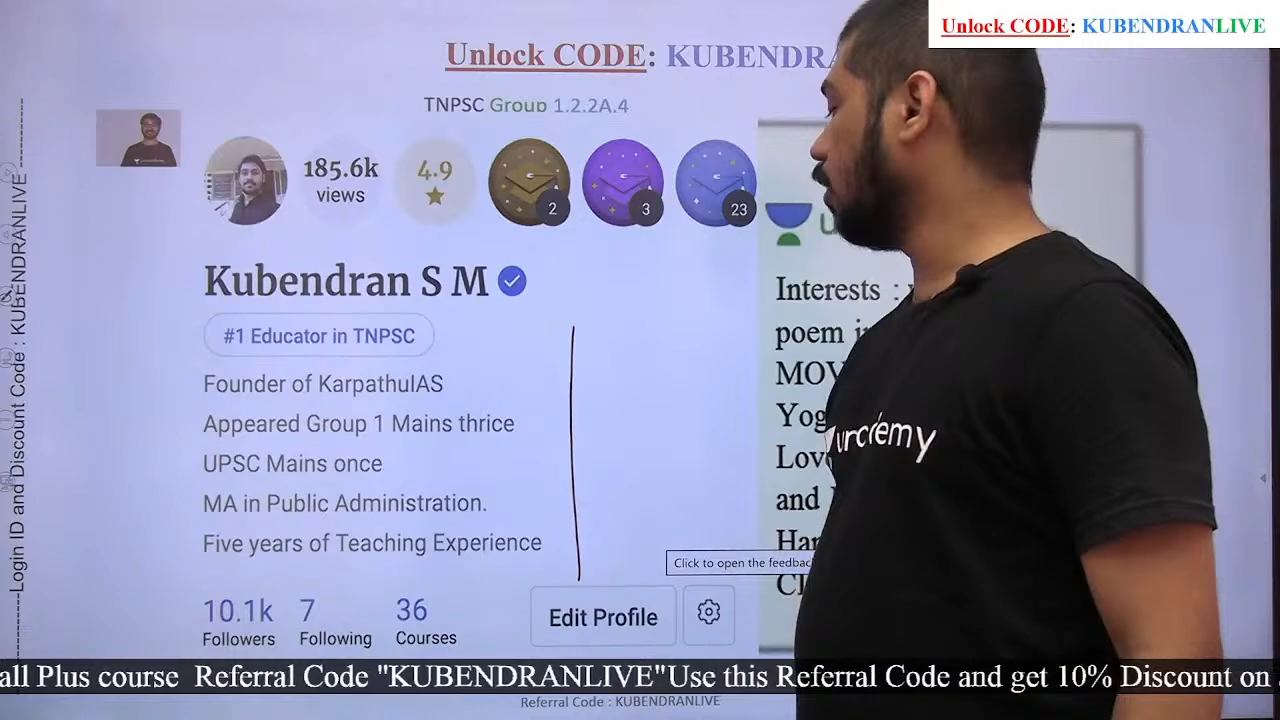 Unlock CODE: KUBENDRANLIVE
Unlock CODE: KUBENDRA
TNPSC Group 1.2.2A.4
185.6k
views
4.9
2
3
23
Kubendran S M
#1 Educator in TNPSC
Founder of KarpathuIAS
Appeared Group 1 Mains thrice
UPSC Mains once
MA in Public Administration.
Five years of Teaching Experience
10.1k 7 36
Followers Following Courses
Edit Profile
Click to open the feedbac
Interests :
poem
MOV
Yog
Lov
and
Har
urcdemy
Login ID and Discount Code : KUBENDRANLIVE
all Plus course Referral Code "KUBENDRANLIVE"Use this Referral Code and get 10% Discount on
Referral Code : KUBENDRANLIVE